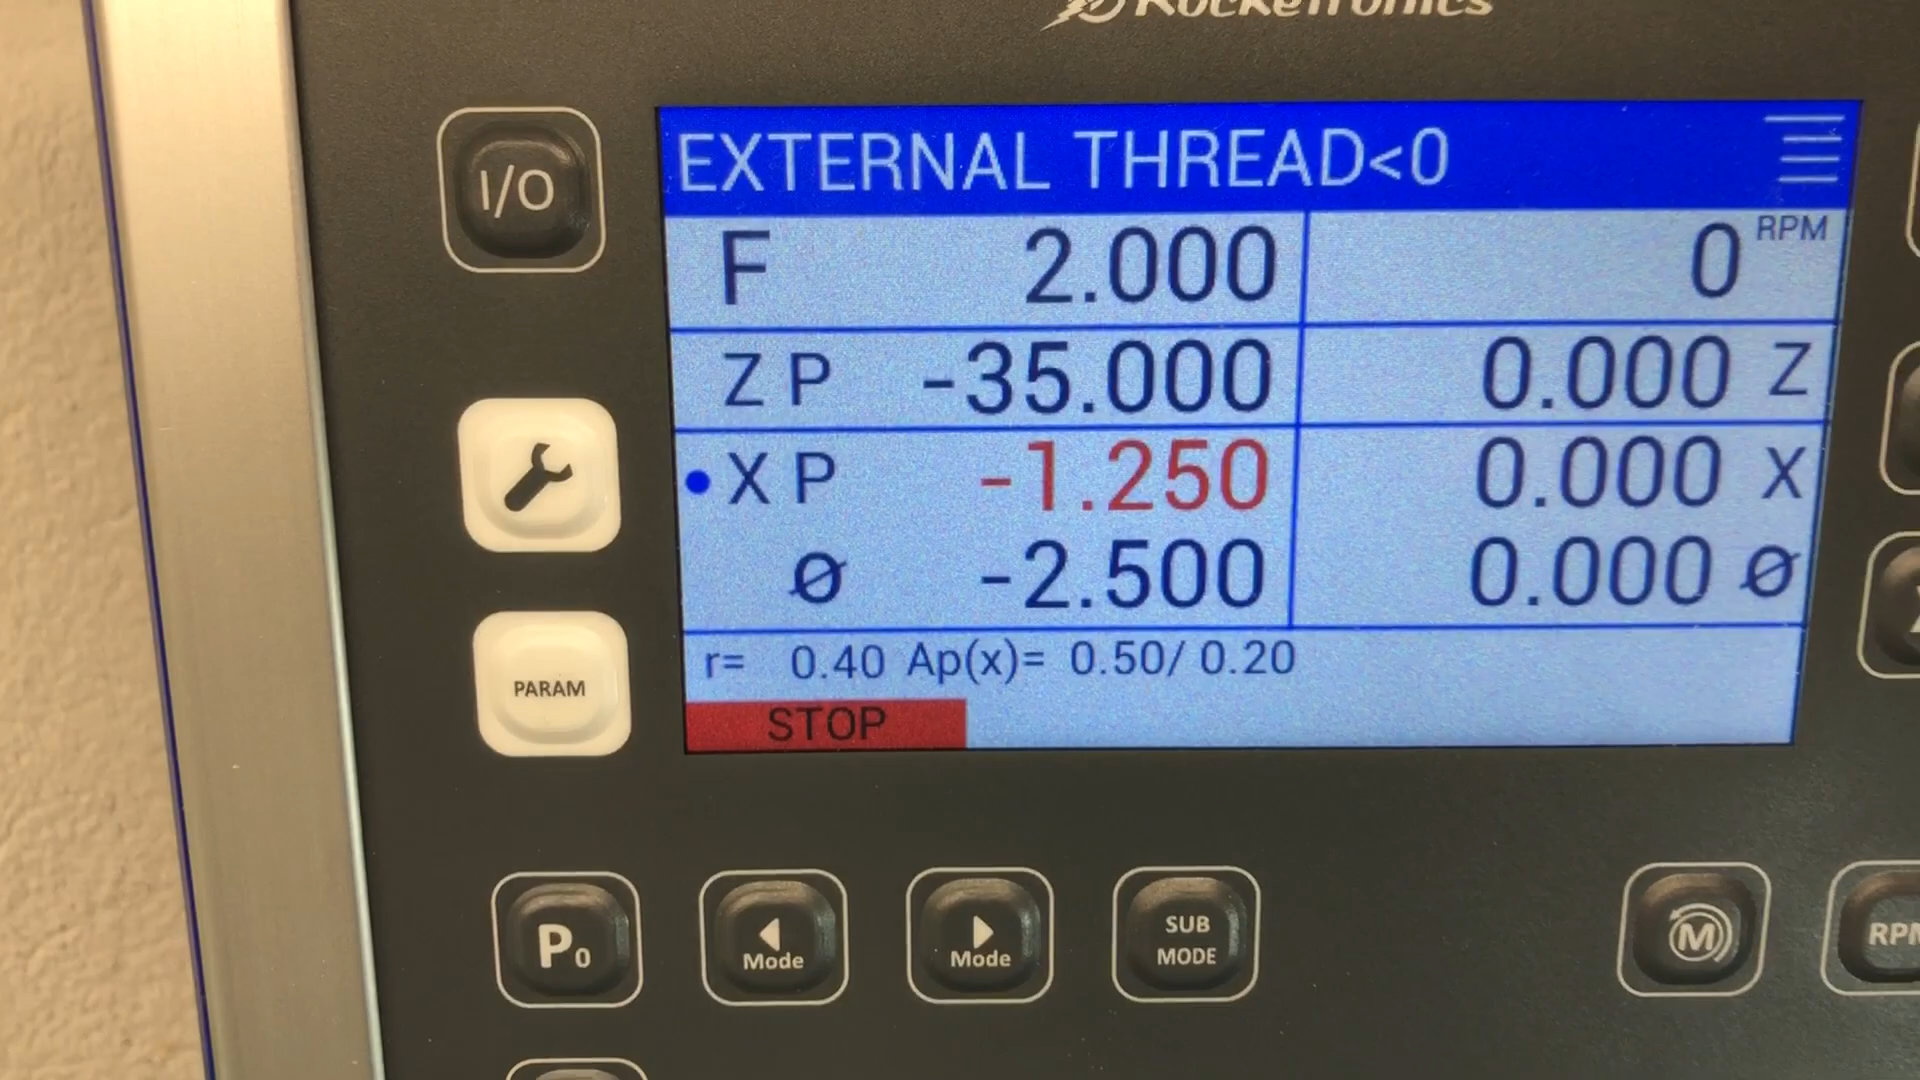 Rocketronics
I/O
EXTERNAL THREAD<0
F 2.000 0 RPM
Z P -35.000 0.000 Z
X P -1.250 0.000 X
Ø -2.500 0.000 Ø
r= 0.40 Ap(x)= 0.50/ 0.20
STOP
PARAM
P0
Mode
Mode
SUB
MODE
M